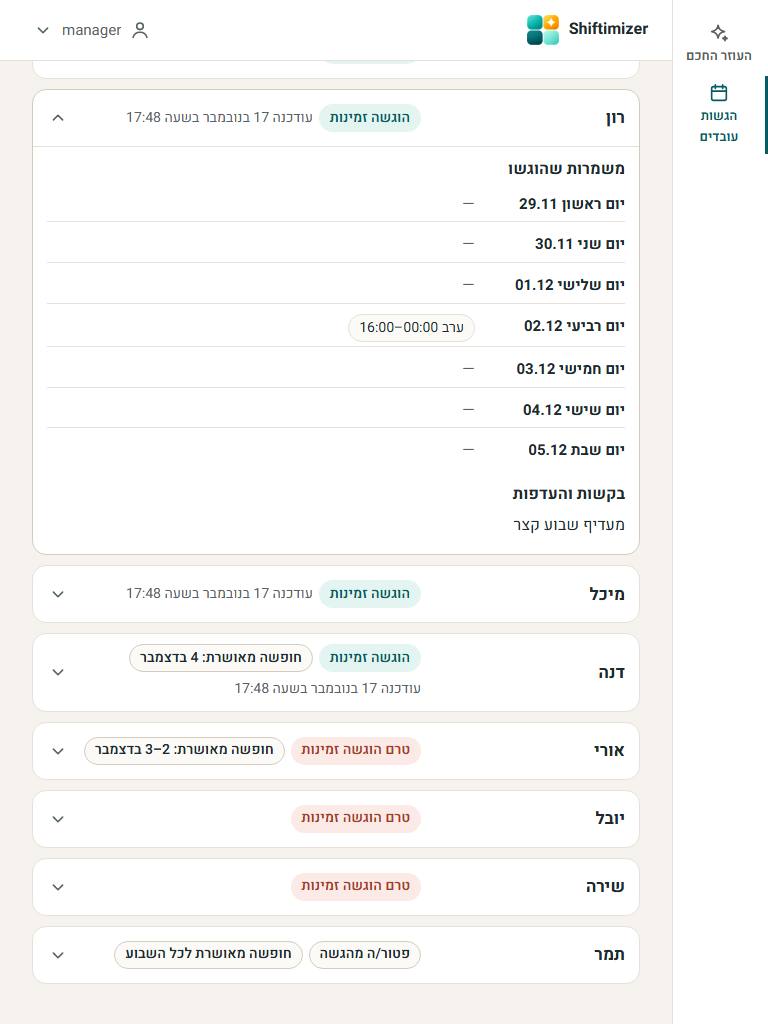 Shiftimizer
manager
העוזר החכם
הגשות
עובדים
רון
הוגשה זמינות
עודכנה 17 בנובמבר בשעה 17:48
משמרות שהוגשו
יום ראשון 29.11 —
יום שני 30.11 —
יום שלישי 01.12 —
יום רביעי 02.12 ערב 16:00–00:00
יום חמישי 03.12 —
יום שישי 04.12 —
יום שבת 05.12 —
בקשות והעדפות
מעדיף שבוע קצר
מיכל הוגשה זמינות עודכנה 17 בנובמבר בשעה 17:48
דנה הוגשה זמינות חופשה מאושרת: 4 בדצמבר
עודכנה 17 בנובמבר בשעה 17:48
אורי טרם הוגשה זמינות חופשה מאושרת: 2–3 בדצמבר
יובל טרם הוגשה זמינות
שירה טרם הוגשה זמינות
תמר פטור/ה מהגשה חופשה מאושרת לכל השבוע